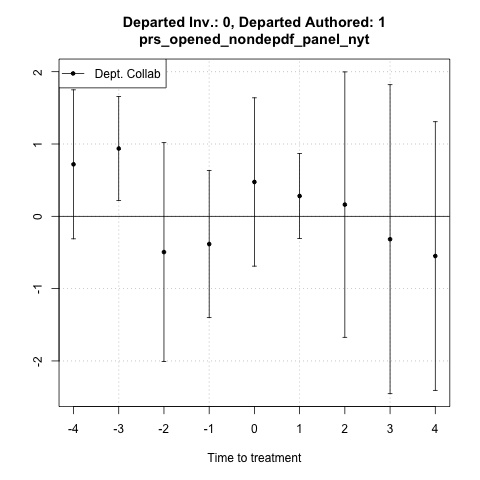 Departed Inv.: 0, Departed Authored: 1
prs_opened_nondepdf_panel_nyt
Dept. Collab
2
1
0
-1
-2
-4 -3 -2 -1 0 1 2 3 4
Time to treatment